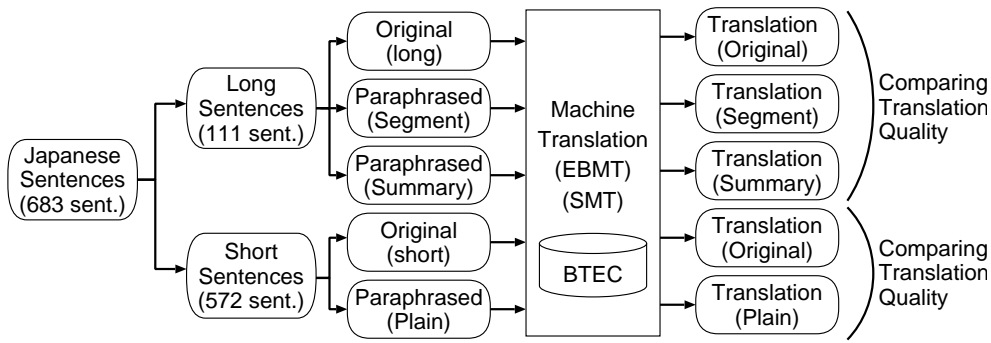 Japanese
Sentences
(683 sent.)
Long
Sentences
(111 sent.)
Short
Sentences
(572 sent.)
Original
(long)
Paraphrased
(Segment)
Paraphrased
(Summary)
Original
(short)
Paraphrased
(Plain)
Machine
Translation
(EBMT)
(SMT)
BTEC
Translation
(Original)
Translation
(Segment)
Translation
(Summary)
Translation
(Original)
Translation
(Plain)
Comparing
Translation
Quality
Comparing
Translation
Quality